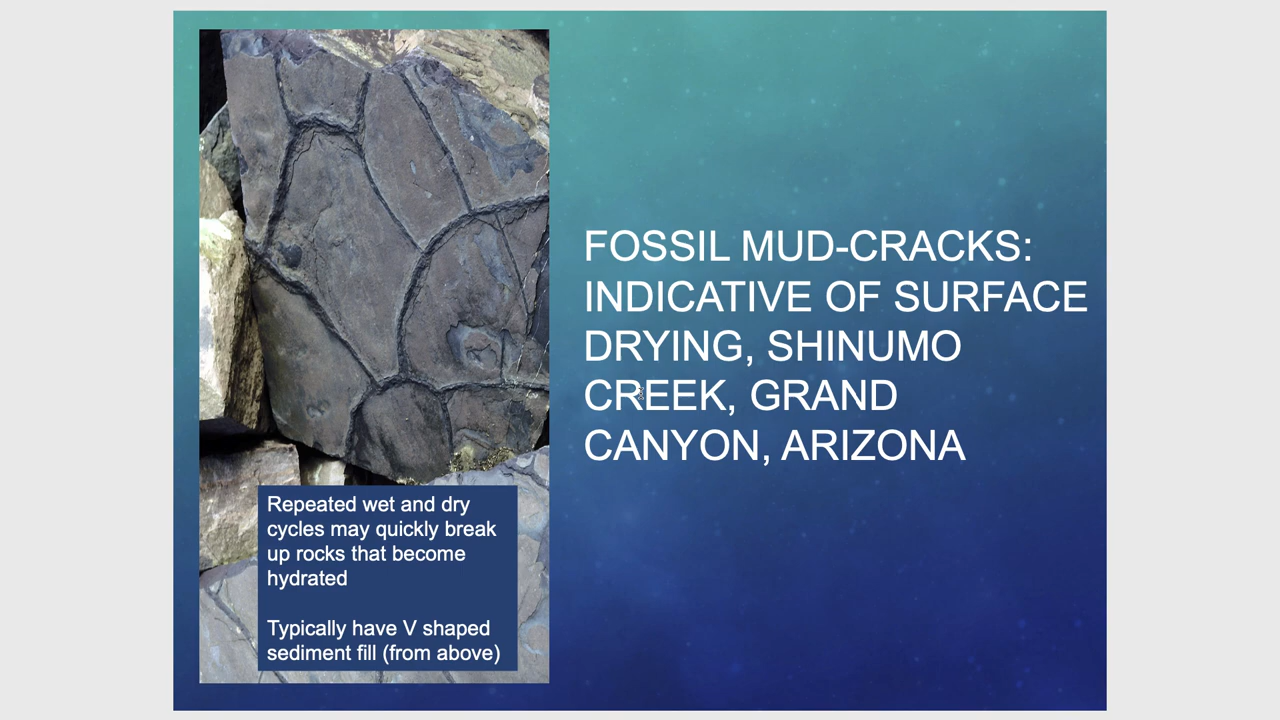 FOSSIL MUD-CRACKS:
INDICATIVE OF SURFACE
DRYING, SHINUMO
CREEK, GRAND
CANYON, ARIZONA
Repeated wet and dry
cycles may quickly break
up rocks that become
hydrated
Typically have V shaped
sediment fill (from above)